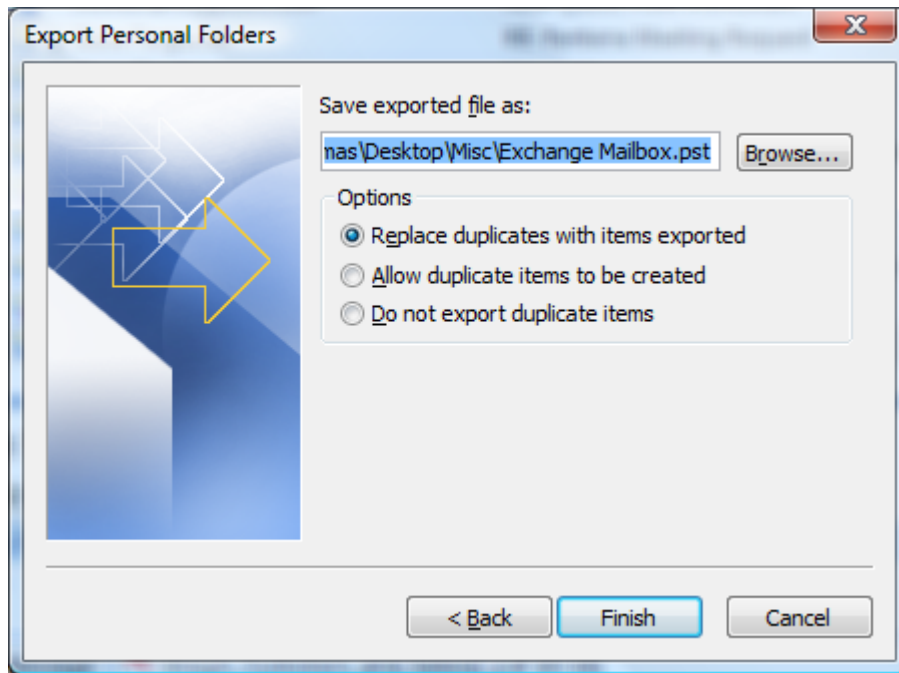 Export Personal Folders
Save exported file as:
mas\Desktop\Misc\Exchange Mailbox.pst
Browse...
Options
Replace duplicates with items exported
Allow duplicate items to be created
Do not export duplicate items
< Back
Finish
Cancel